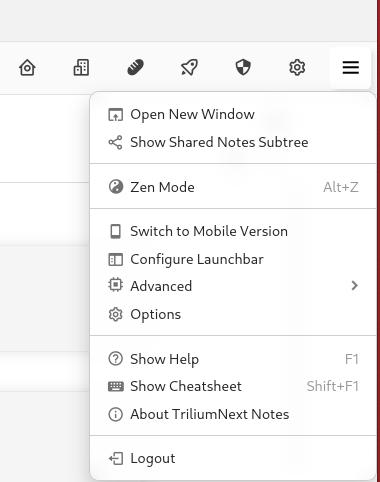 Open New Window
Show Shared Notes Subtree
Zen Mode Alt+Z
Switch to Mobile Version
Configure Launchbar
Advanced
Options
Show Help F1
Show Cheatsheet Shift+F1
About TriliumNext Notes
Logout